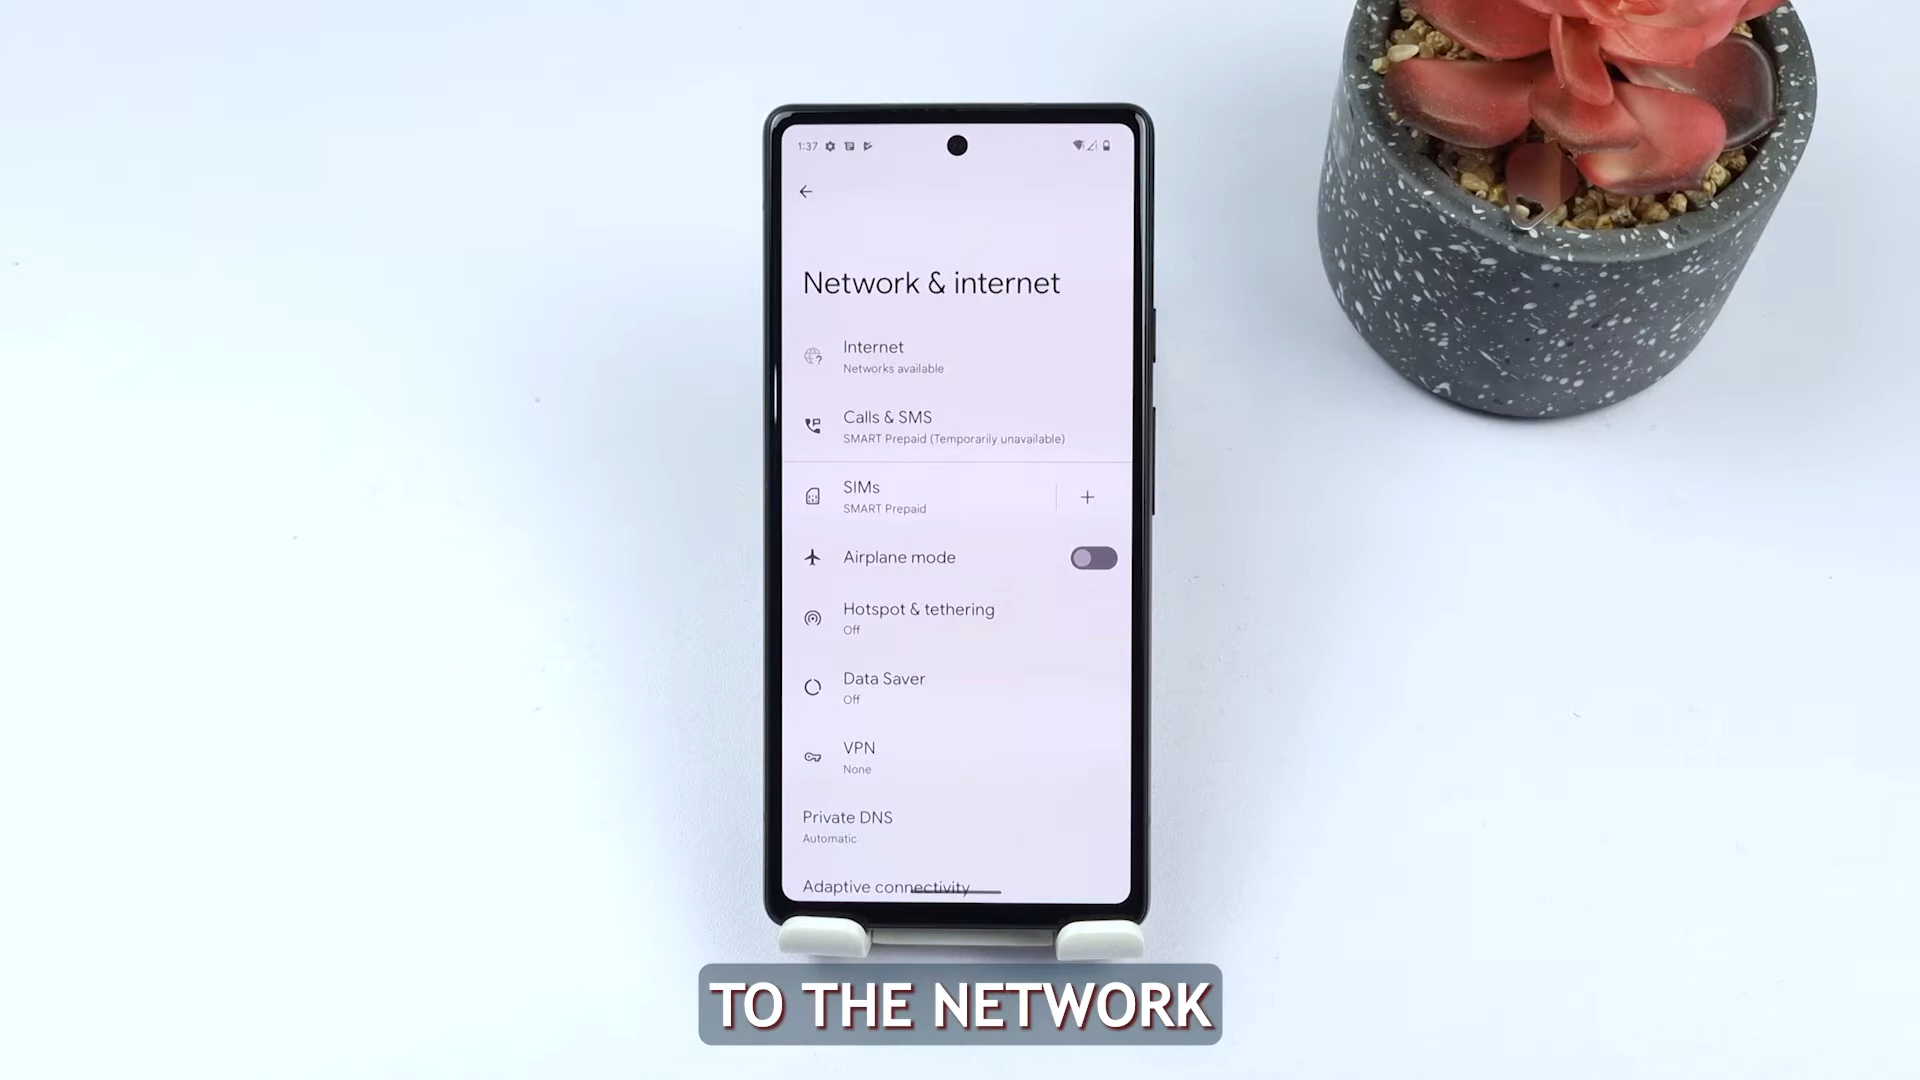 1:37
Network & internet
Internet
Networks available
Calls & SMS
SMART Prepaid (Temporarily unavailable)
SIMs
SMART Prepaid
Airplane mode
Hotspot & tethering
Off
Data Saver
Off
VPN
None
Private DNS
Automatic
Adaptive connectivity
TO THE NETWORK